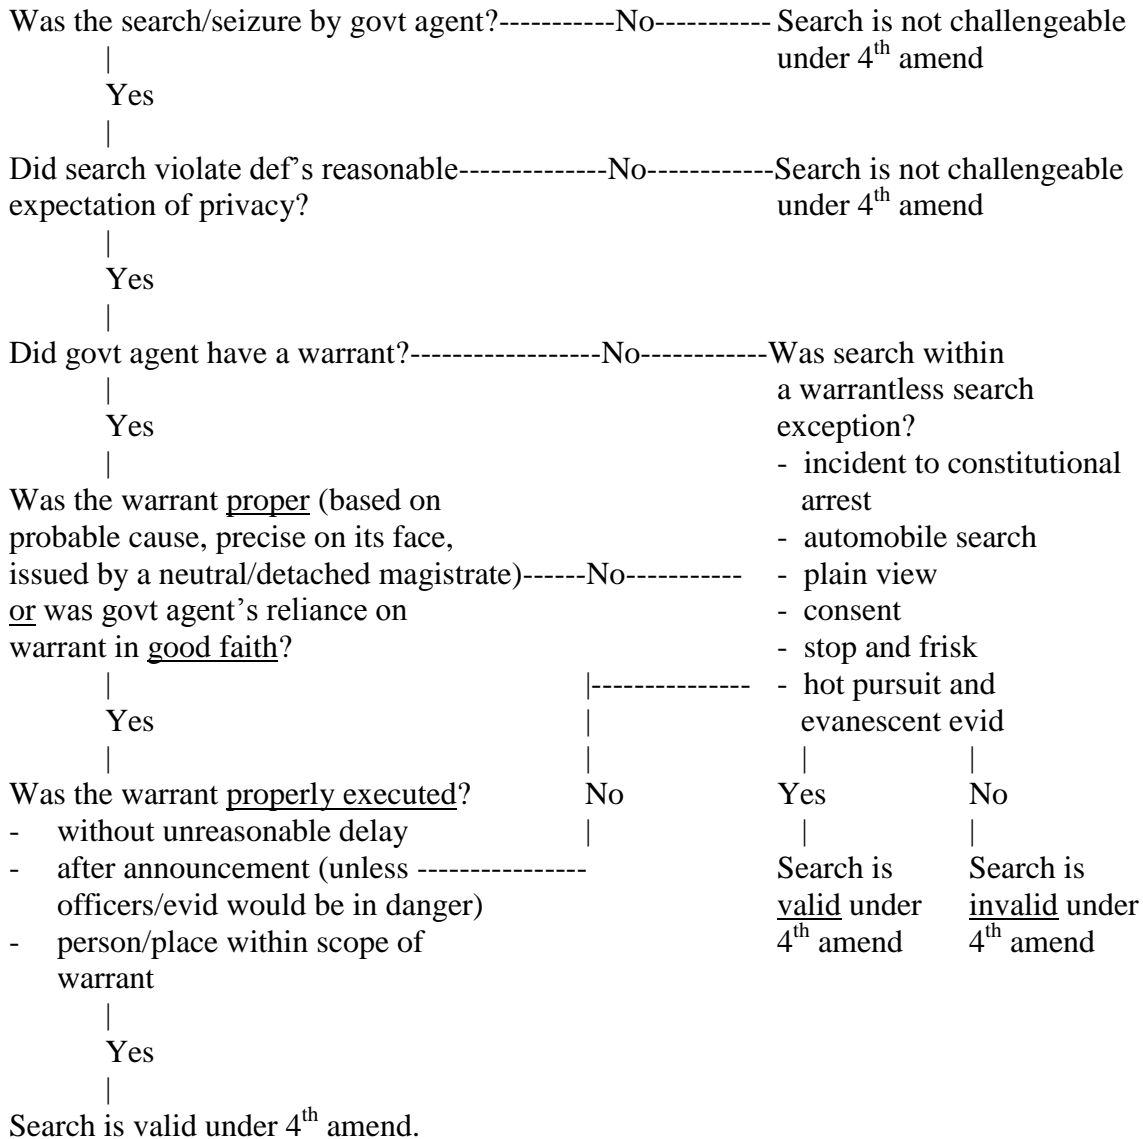 Was the search/seizure by govt agent?-----------No----------- Search is not challengeable
| under 4th amend
Yes
|
Did search violate def’s reasonable--------------No------------Search is not challengeable
expectation of privacy? under 4th amend
|
Yes
|
Did govt agent have a warrant?------------------No------------Was search within
| a warrantless search
Yes exception?
| - incident to constitutional
Was the warrant proper (based on arrest
probable cause, precise on its face, - automobile search
issued by a neutral/detached magistrate)------No----------- - plain view
or was govt agent’s reliance on - consent
warrant in good faith? - stop and frisk
| |--------------- - hot pursuit and
Yes | evanescent evid
| | | |
Was the warrant properly executed? No Yes No
- without unreasonable delay | | |
- after announcement (unless ---------------- Search is Search is
officers/evid would be in danger) valid under invalid under
- person/place within scope of 4th amend 4th amend
warrant
|
Yes
|
Search is valid under 4th amend.